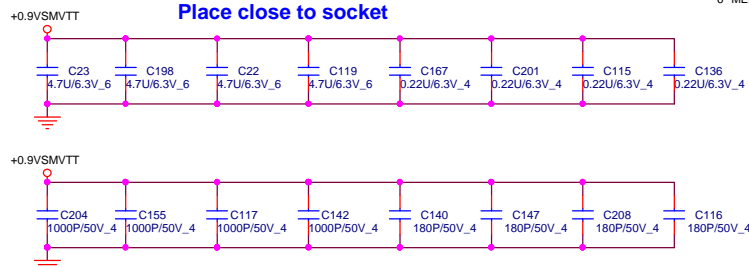 Place close to socket
+0.9VSMVTT
C23 C198 C22 C119 C167 C201 C115 C136
4.7U/6.3V_6 4.7U/6.3V_6 4.7U/6.3V_6 4.7U/6.3V_6 0.22U/6.3V_4 0.22U/6.3V_4 0.22U/6.3V_4 0.22U/6.3V_4
+0.9VSMVTT
C204 C155 C117 C142 C140 C147 C208 C116
1000P/50V_4 1000P/50V_4 1000P/50V_4 1000P/50V_4 180P/50V_4 180P/50V_4 180P/50V_4 180P/50V_4